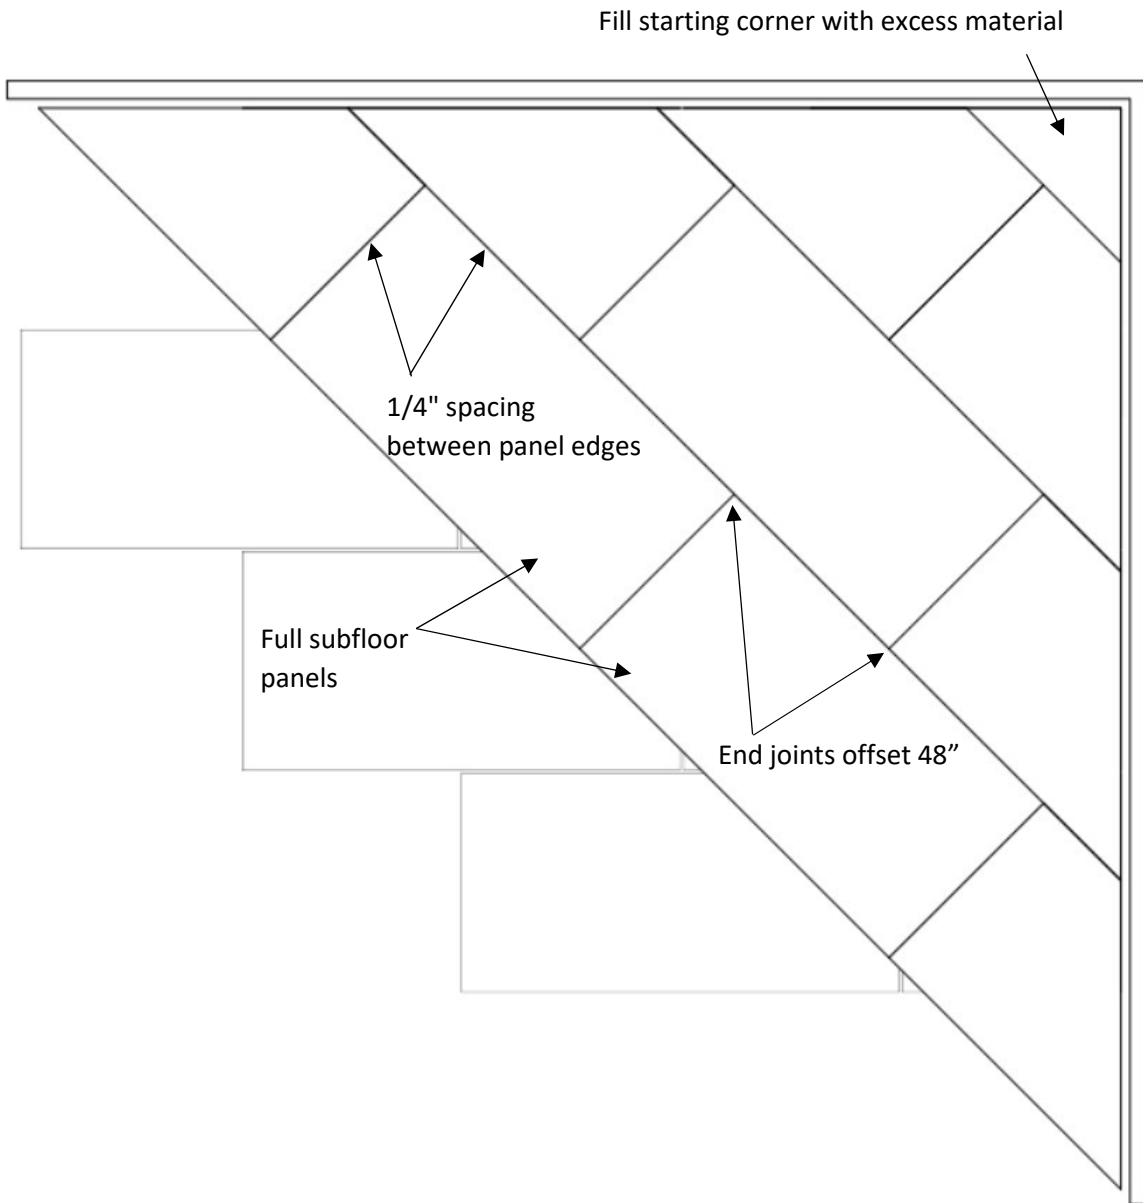 Fill starting corner with excess material
1/4" spacing
between panel edges
Full subfloor
panels
End joints offset 48”